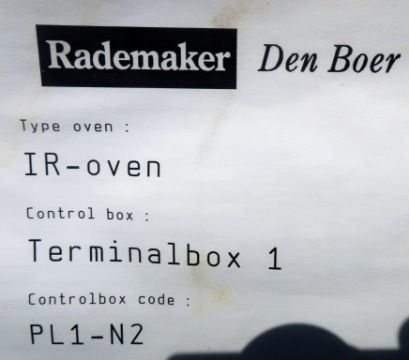 Rademaker Den Boer
Type oven :
IR-oven
Control box :
Terminalbox 1
Controlbox code :
PL1-N2